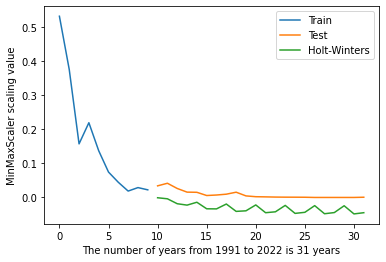 Train
Test
Holt-Winters
MinMaxScaler scaling value
0.5
0.4
0.3
0.2
0.1
0.0
0
5
10
15
20
25
30
The number of years from 1991 to 2022 is 31 years